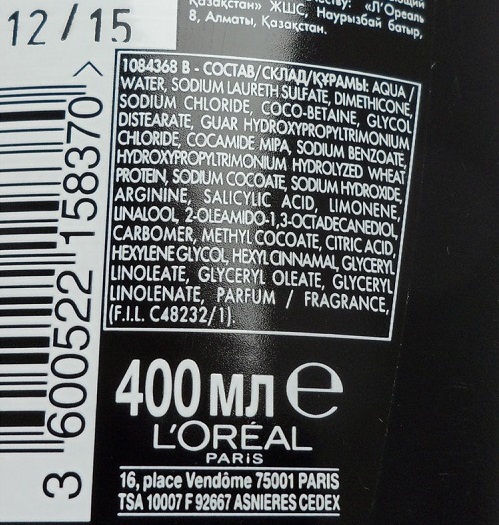 ству: «Л'Ореаль
Казақстан» ЖШС, Наурызбай батыр,
8, Алматы, Қазақстан.
12/15
1084368 B - СОСТАВ/СКЛАД/ҚҰРАМЫ: AQUA /
WATER, SODIUM LAURETH SULFATE, DIMETHICONE,
SODIUM CHLORIDE, COCO-BETAINE, GLYCOL
DISTEARATE, GUAR HYDROXYPROPYLTRIMONIUM
CHLORIDE, COCAMIDE MIPA, SODIUM BENZOATE,
HYDROXYPROPYLTRIMONIUM HYDROLYZED WHEAT
PROTEIN, SODIUM COCOATE, SODIUM HYDROXIDE,
ARGININE, SALICYLIC ACID, LIMONENE,
LINALOOL, 2-OLEAMIDO-1,3-OCTADECANEDIOL,
CARBOMER, METHYL COCOATE, CITRIC ACID,
HEXYLENE GLYCOL, HEXYL CINNAMAL, GLYCERYL
LINOLEATE, GLYCERYL OLEATE, GLYCERYL
LINOLENATE, PARFUM / FRAGRANCE,
(F.I.L. C48232/1).
3 600522 158370 >
400 МЛ e
L'ORÉAL
PARIS
16, place Vendôme 75001 PARIS
TSA 10007 F 92667 ASNIERES CEDEX